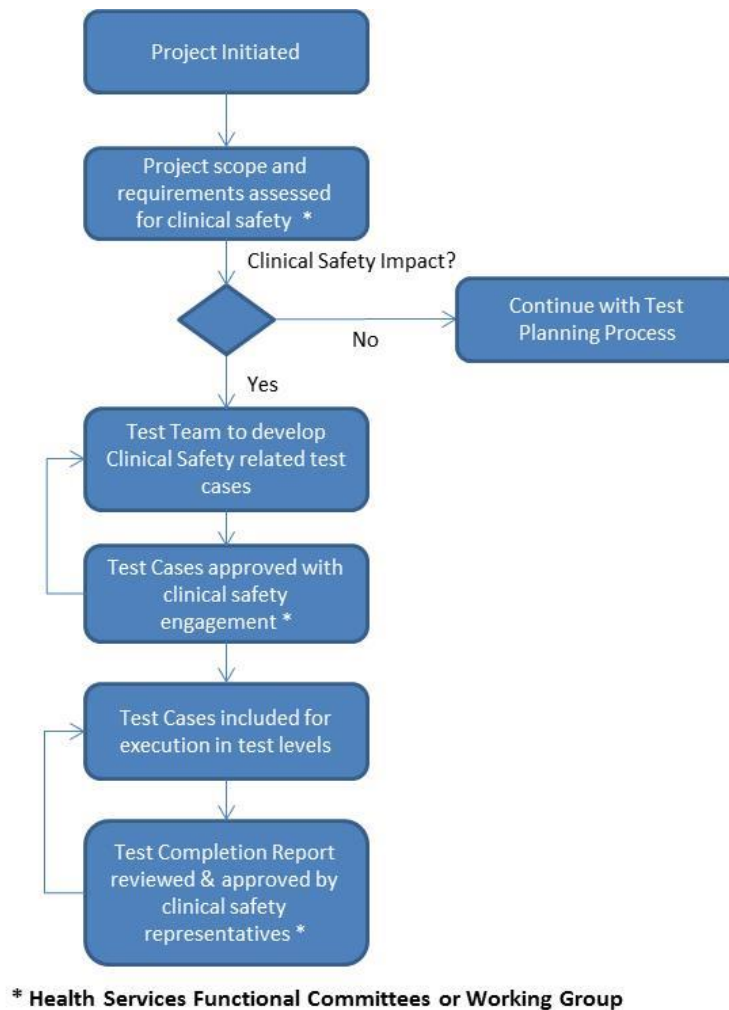 Project Initiated
Project scope and
requirements assessed
for clinical safety *
Clinical Safety Impact?
Continue with Test
Planning Process
No
Yes
Test Team to develop
Clinical Safety related test
cases
Test Cases approved with
clinical safety
engagement *
Test Cases included for
execution in test levels
Test Completion Report
reviewed & approved by
clinical safety
representatives *
* Health Services Functional Committees or Working Group